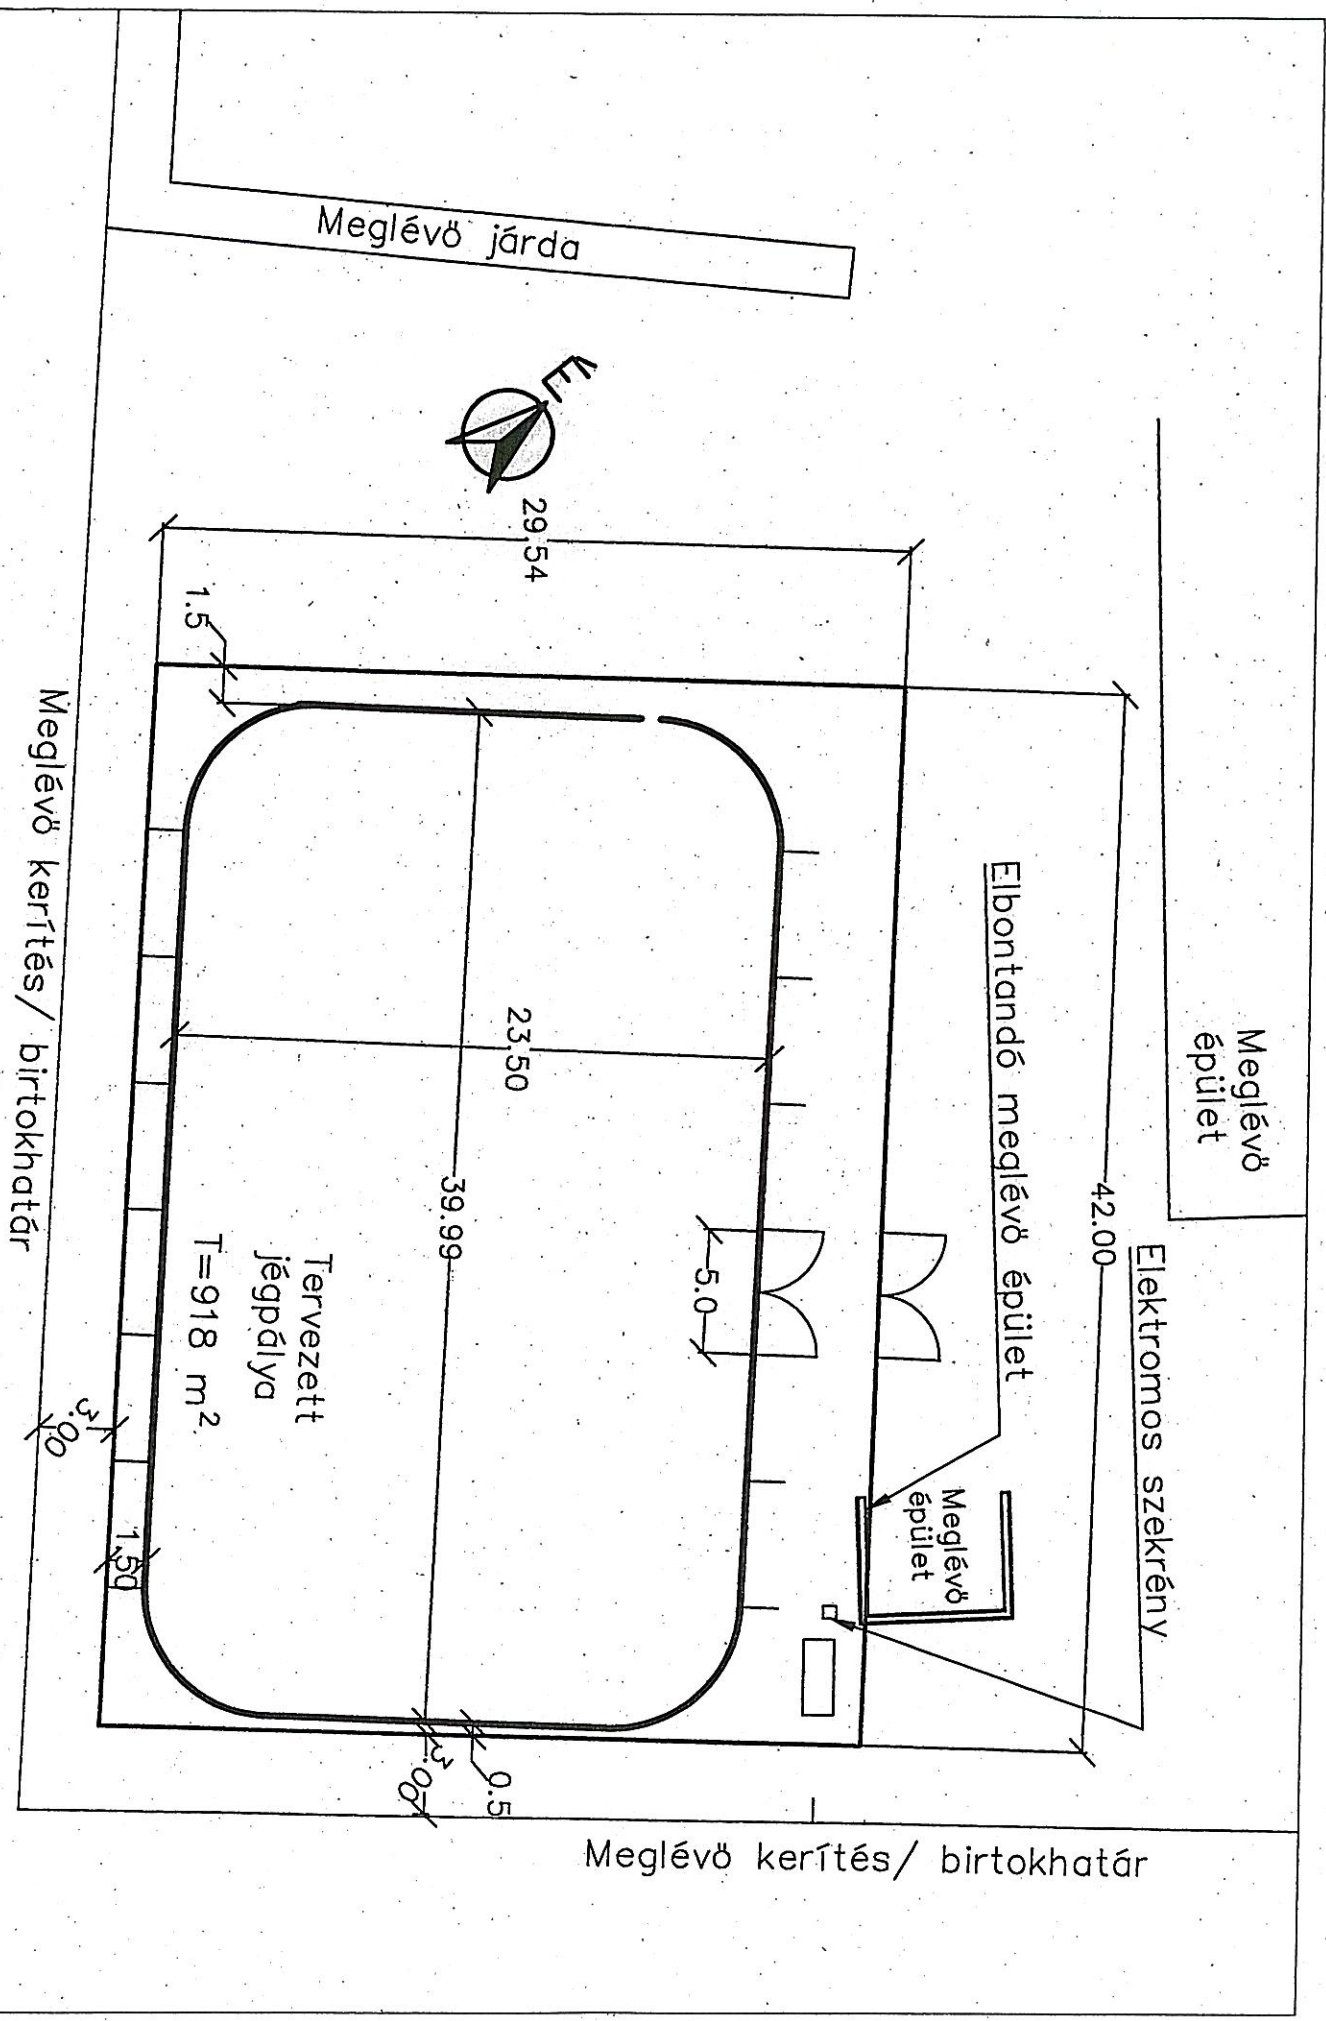 Meglévő járda
É
29.54
1.5
Meglévő
épület
42.00
Elektromos szekrény
Elbontandó meglévő épület
23.50
39.99
5.0
Meglévő
épület
Tervezett
jégpálya
T=918 m²
3.00
1.50
0.5
3.00
Meglévő kerítés/ birtokhatár
Meglévő kerítés/ birtokhatár